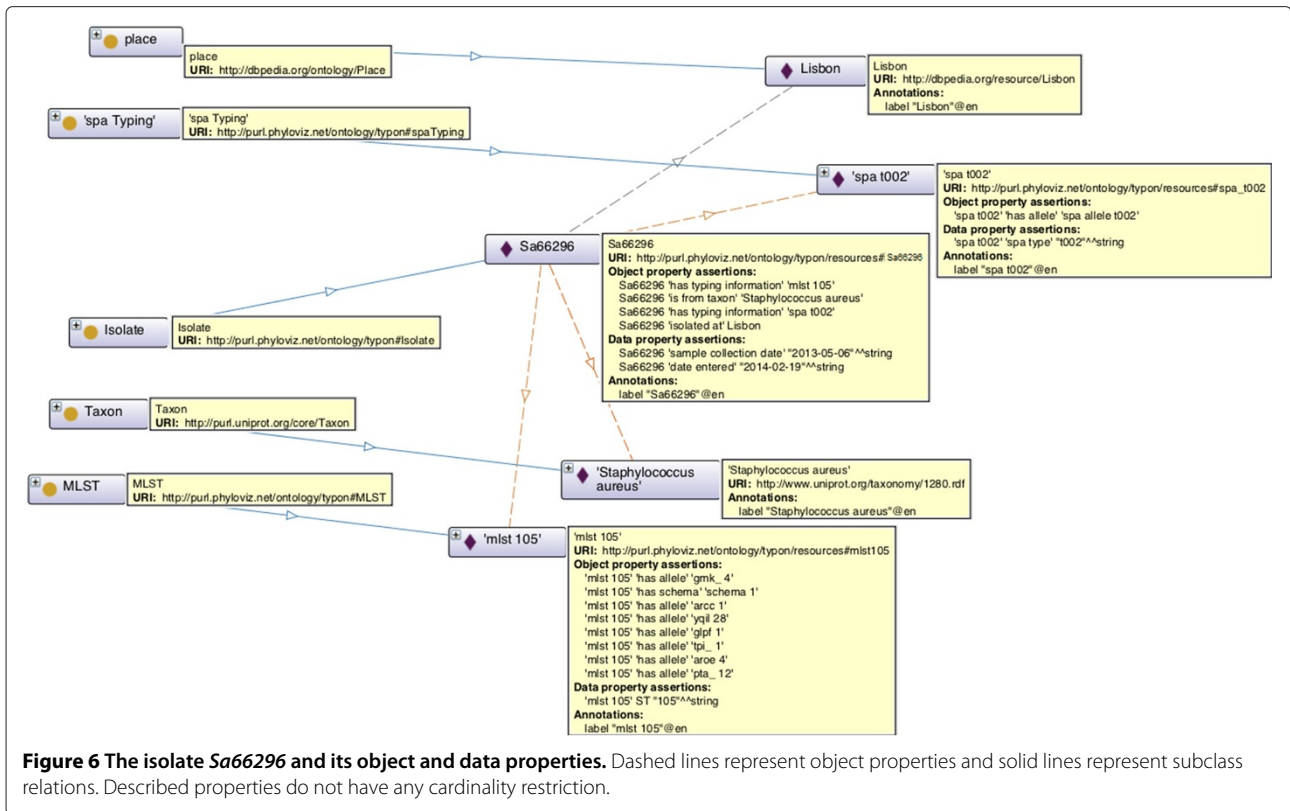 place
place
URI: http://dbpedia.org/ontology/Place
Lisbon
Lisbon
URI: http://dbpedia.org/resource/Lisbon
Annotations:
label "Lisbon"@en
'spa Typing'
'spa Typing'
URI: http://purl.phyloviz.net/ontology/typon#spaTyping
'spa t002'
'spa t002'
URI: http://purl.phyloviz.net/ontology/typon/resources#spa_t002
Object property assertions:
'spa t002' 'has allele' 'spa allele t002'
Data property assertions:
'spa t002' 'spa type' "t002"^^string
Annotations:
label "spa t002"@en
Sa66296
Sa66296
URI: http://purl.phyloviz.net/ontology/typon/resources#Sa66296
Object property assertions:
Sa66296 'has typing information' 'mlst 105'
Sa66296 'is from taxon' 'Staphylococcus aureus'
Sa66296 'has typing information' 'spa t002'
Sa66296 'isolated at' Lisbon
Data property assertions:
Sa66296 'sample collection date' "2013-05-06"^^string
Sa66296 'date entered' "2014-02-19"^^string
Annotations:
label "Sa66296"@en
Isolate
Isolate
URI: http://purl.phyloviz.net/ontology/typon#Isolate
Taxon
Taxon
URI: http://purl.uniprot.org/core/Taxon
'Staphylococcus
aureus'
'Staphylococcus aureus'
URI: http://www.uniprot.org/taxonomy/1280.rdf
Annotations:
label "Staphylococcus aureus"@en
MLST
MLST
URI: http://purl.phyloviz.net/ontology/typon#MLST
'mlst 105'
'mlst 105'
URI: http://purl.phyloviz.net/ontology/typon/resources#mlst105
Object property assertions:
'mlst 105' 'has allele' 'gmk_ 4'
'mlst 105' 'has schema' 'schema 1'
'mlst 105' 'has allele' 'arcc 1'
'mlst 105' 'has allele' 'yqil 28'
'mlst 105' 'has allele' 'glpf 1'
'mlst 105' 'has allele' 'tpi_ 1'
'mlst 105' 'has allele' 'aroe 4'
'mlst 105' 'has allele' 'pta_ 12'
Data property assertions:
'mlst 105' ST "105"^^string
Annotations:
label "mlst 105"@en
Figure 6 The isolate Sa66296 and its object and data properties. Dashed lines represent object properties and solid lines represent subclass
relations. Described properties do not have any cardinality restriction.